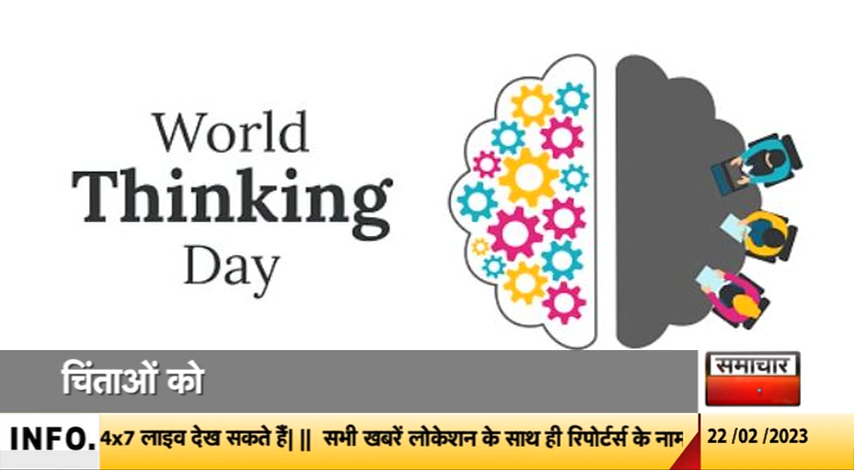 World
Thinking
Day
चिंताओं को
समाचार
INFO.
4x7 लाइव देख सकते हैं| || सभी खबरें लोकेशन के साथ ही रिपोर्टर्स के नाम
22 /02 /2023